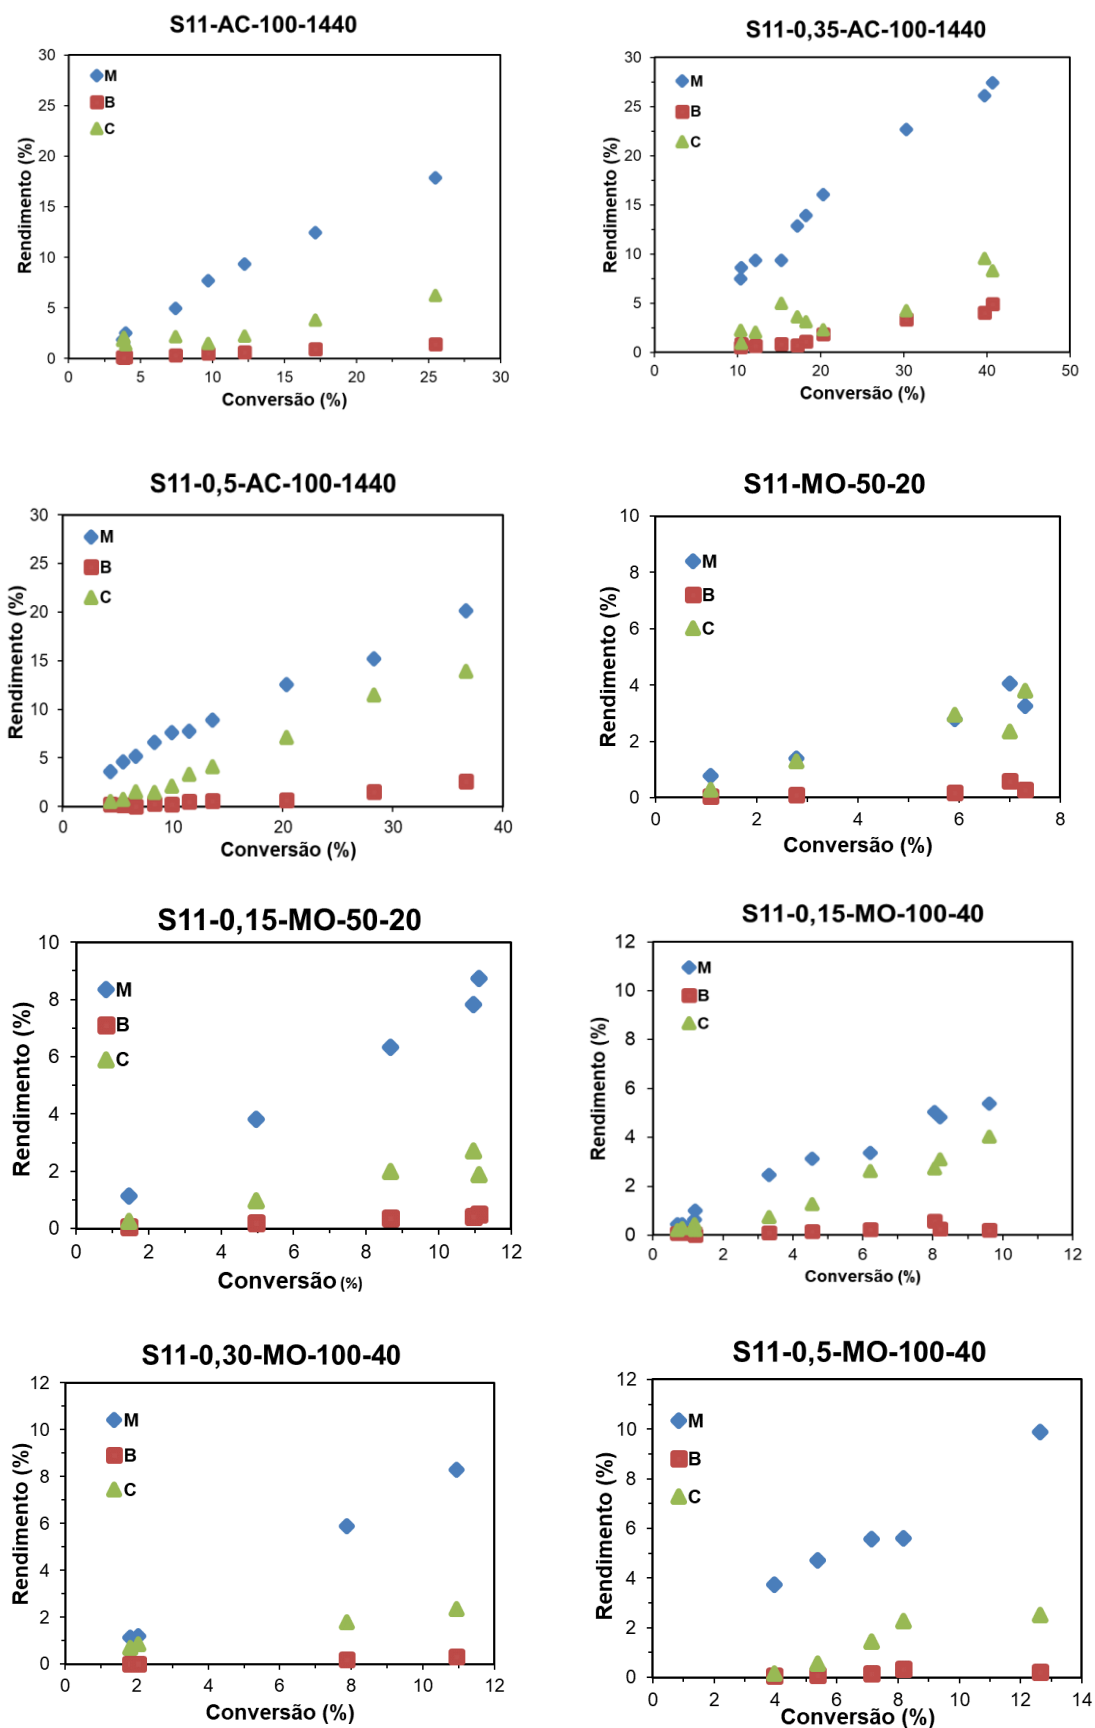 S11-AC-100-1440
30
25
20
15
10
5
0
Rendimento (%)
M
B
C
0 5 10 15 20 25 30
Conversão (%)
S11-0,35-AC-100-1440
30
25
20
15
10
5
0
Rendimento (%)
M
B
C
0 10 20 30 40 50
Conversão (%)
S11-0,5-AC-100-1440
30
25
20
15
10
5
0
Rendimento (%)
M
B
C
0 10 20 30 40
Conversão (%)
S11-MO-50-20
10
8
6
4
2
0
Rendimento (%)
M
B
C
0 2 4 6 8
Conversão (%)
S11-0,15-MO-50-20
10
8
6
4
2
0
Rendimento (%)
M
B
C
0 2 4 6 8 10 12
Conversão (%)
S11-0,15-MO-100-40
12
10
8
6
4
2
0
Rendimento (%)
M
B
C
0 2 4 6 8 10 12
Conversão (%)
S11-0,30-MO-100-40
12
10
8
6
4
2
0
Rendimento (%)
M
B
C
0 2 4 6 8 10 12
Conversão (%)
S11-0,5-MO-100-40
12
10
8
6
4
2
0
Rendimento (%)
M
B
C
0 2 4 6 8 10 12 14
Conversão (%)